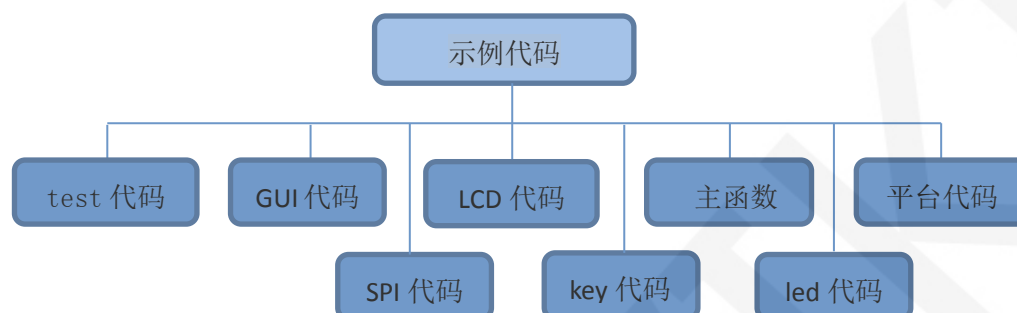 示例代码
test 代码
GUI 代码
LCD 代码
主函数
平台代码
SPI 代码
key 代码
led 代码